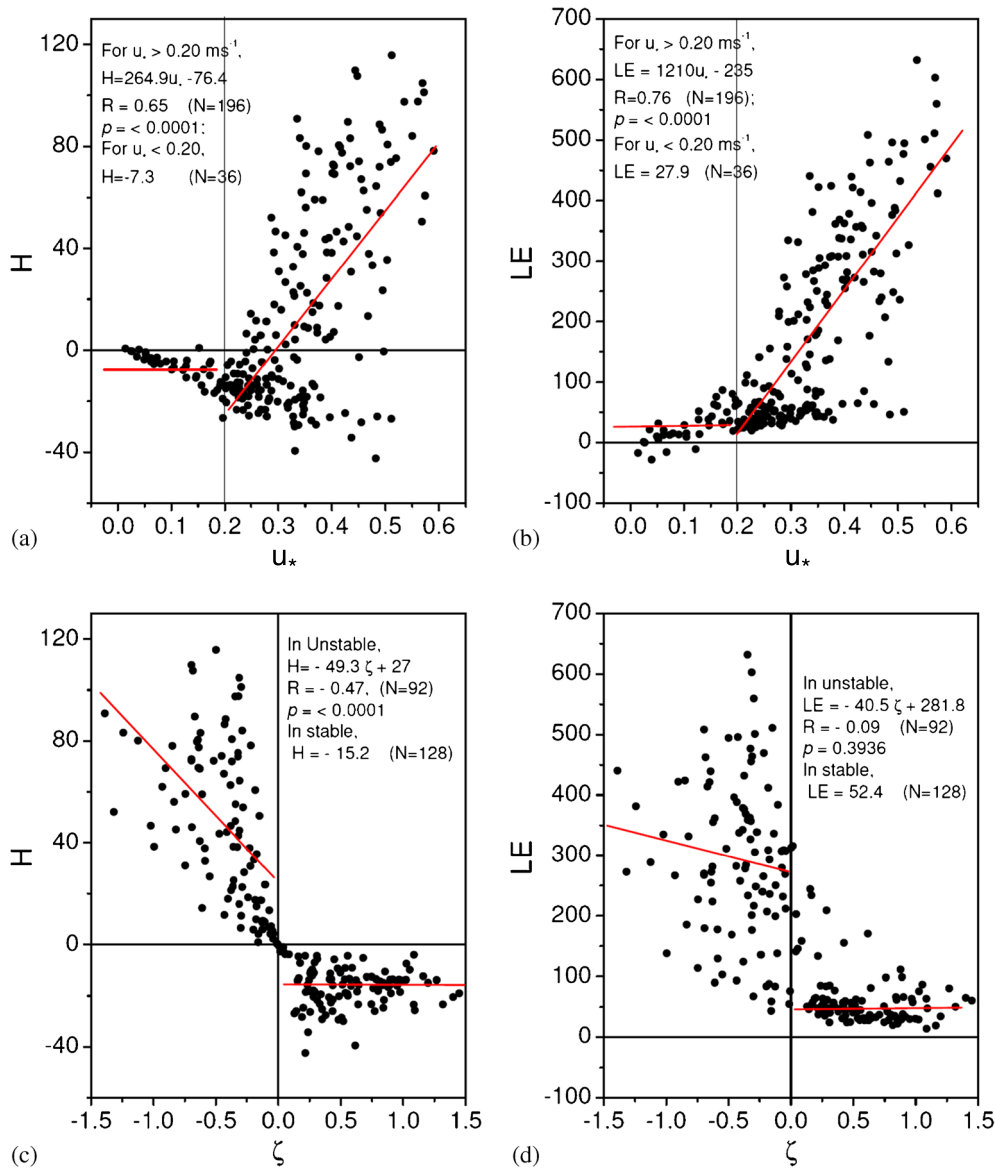 120
80
40
0
-40
H
For u* > 0.20 ms⁻¹,
H=264.9u* -76.4
R = 0.65 (N=196)
p = < 0.0001;
For u* < 0.20,
H=-7.3 (N=36)
0.0 0.1 0.2 0.3 0.4 0.5 0.6
(a)
u*
700
600
500
400
300
200
100
0
-100
LE
For u* > 0.20 ms⁻¹,
LE = 1210u* - 235
R=0.76 (N=196);
p = < 0.0001
For u* < 0.20 ms⁻¹,
LE = 27.9 (N=36)
0.0 0.1 0.2 0.3 0.4 0.5 0.6
(b)
u*
120
80
40
0
-40
H
In Unstable,
H= - 49.3 ζ + 27
R = - 0.47, (N=92)
p = < 0.0001
In stable,
H = - 15.2 (N=128)
-1.5 -1.0 -0.5 0.0 0.5 1.0 1.5
(c)
ζ
700
600
500
400
300
200
100
0
-100
LE
In unstable,
LE = - 40.5 ζ + 281.8
R = - 0.09 (N=92)
p = 0.3936
In stable,
LE = 52.4 (N=128)
-1.5 -1.0 -0.5 0.0 0.5 1.0 1.5
(d)
ζ